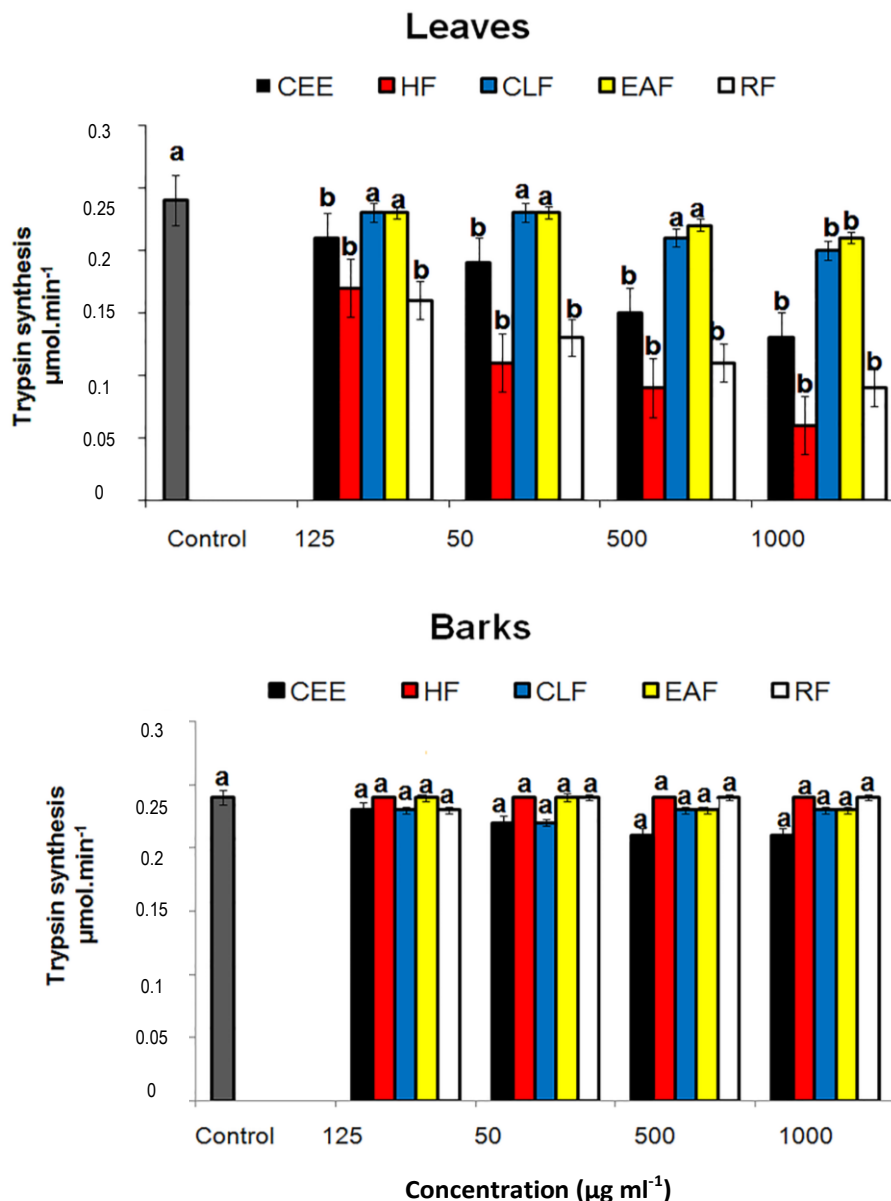 Leaves
CEE HF CLF EAF RF
0.3
0.25
0.2
0.15
0.1
0.05
0
Trypsin synthesis
µmol.min⁻¹
a
b b a a b
b b a a b
b b a a b
b b b b b
Control 125 50 500 1000
Barks
CEE HF CLF EAF RF
0.3
0.25
0.2
0.15
0.1
0.05
0
Trypsin synthesis
µmol.min⁻¹
a
a a a a a
a a a a a
a a a a a
a a a a a
Control 125 50 500 1000
Concentration (µg ml⁻¹)